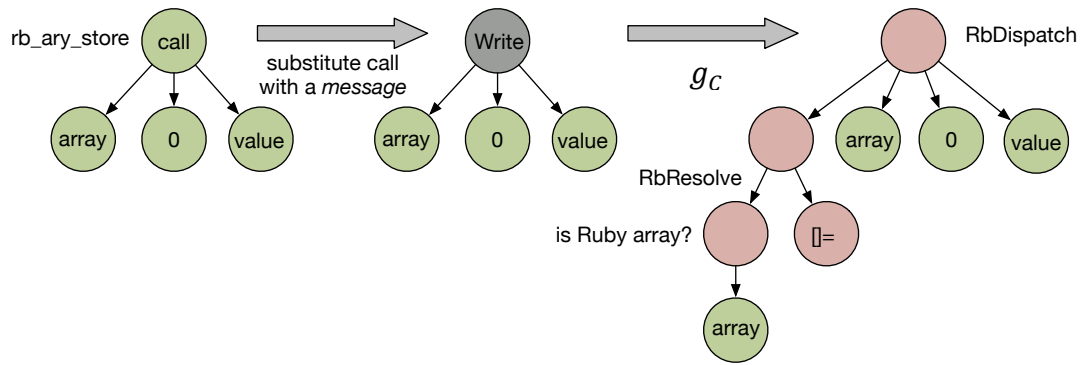 rb_ary_store
call
array
0
value
substitute call
with a message
Write
array
0
value
g_C
RbDispatch
array
0
value
RbResolve
is Ruby array?
[]=
array